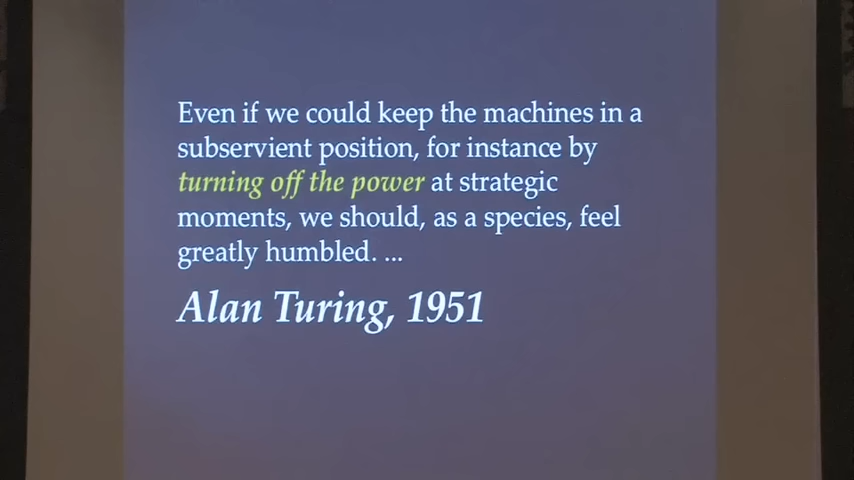 Even if we could keep the machines in a
subservient position, for instance by
turning off the power at strategic
moments, we should, as a species, feel
greatly humbled. ...
Alan Turing, 1951